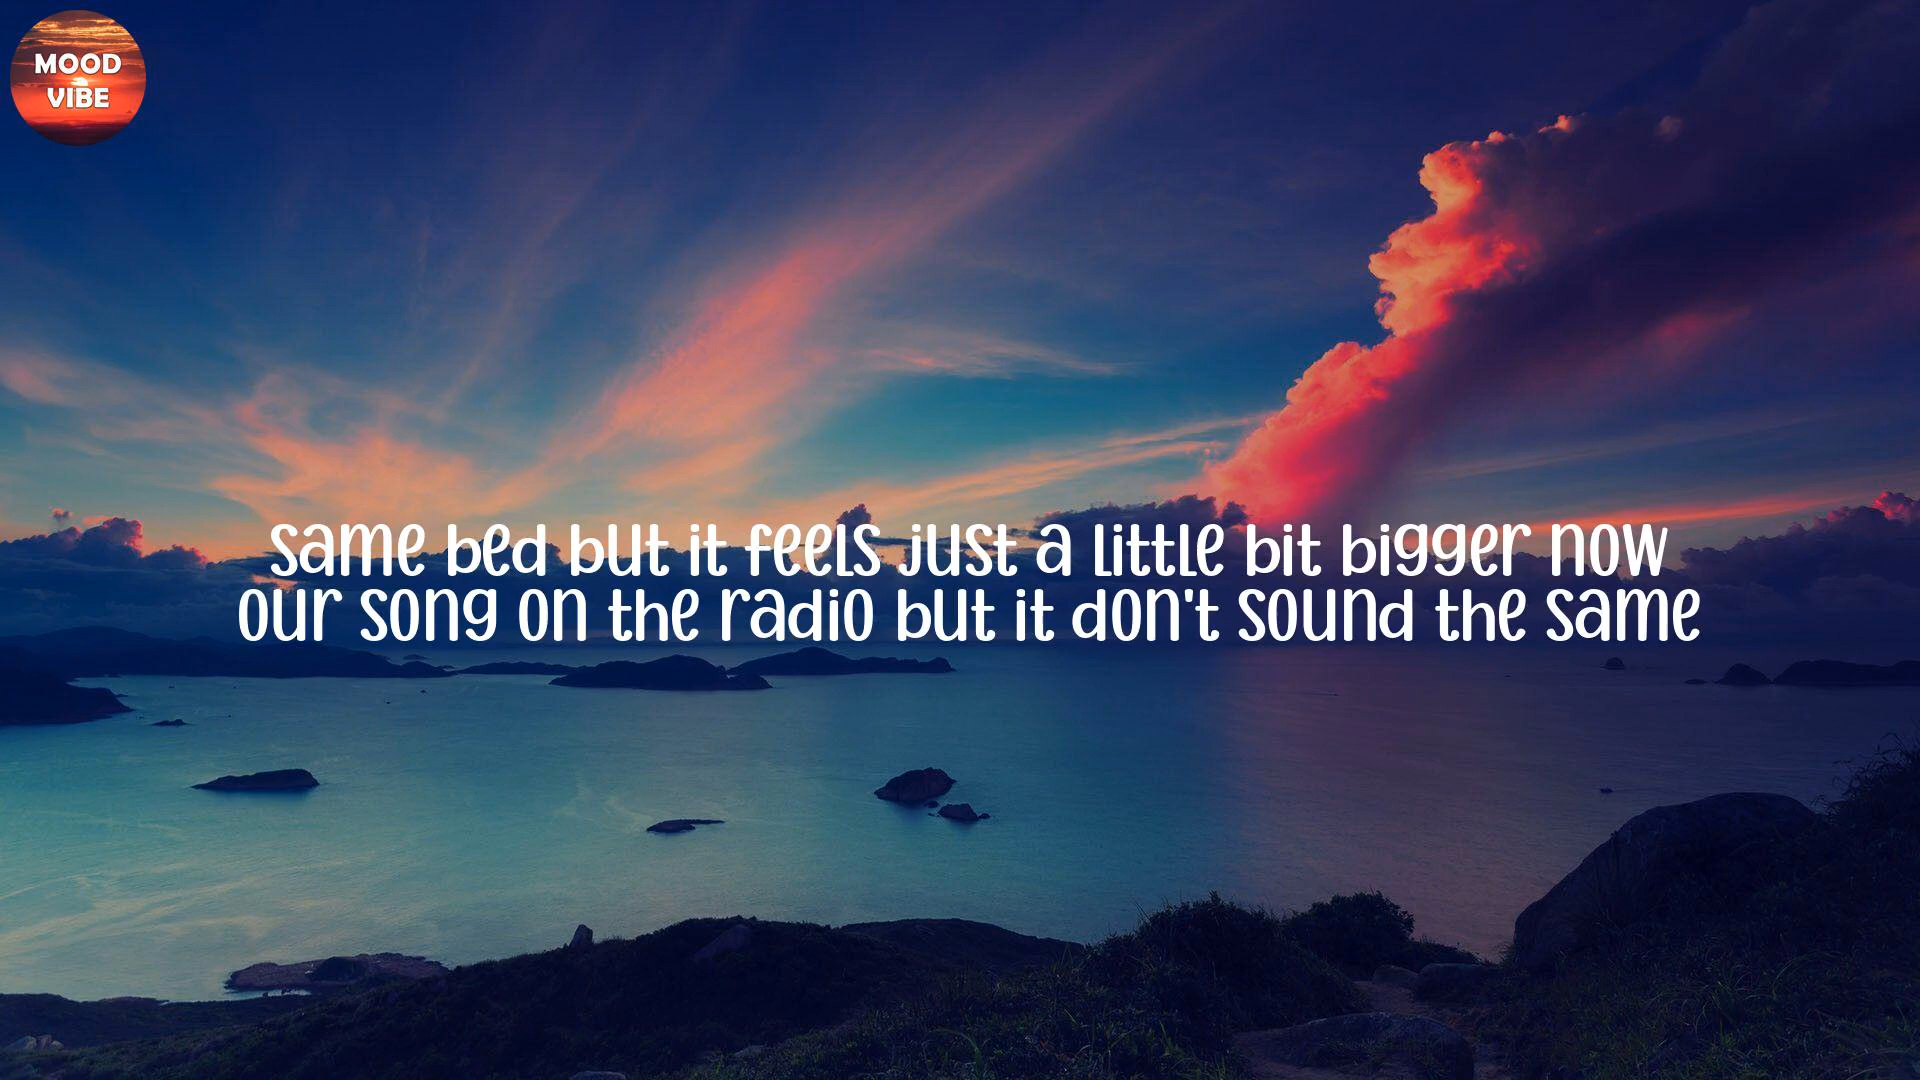 MOOD
VIBE
same bed but it feels just a little bit bigger now
our song on the radio but it don't sound the same